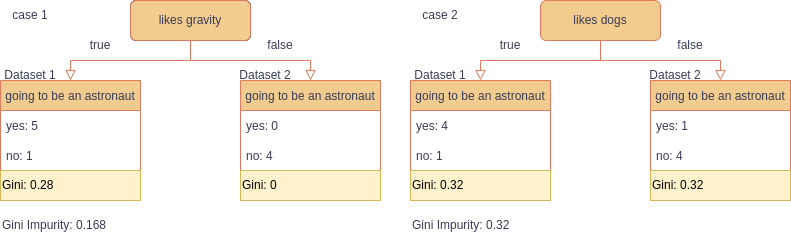 case 1
likes gravity
true
false
Dataset 1
Dataset 2
going to be an astronaut
going to be an astronaut
yes: 5
yes: 0
no: 1
no: 4
Gini: 0.28
Gini: 0
Gini Impurity: 0.168
case 2
likes dogs
true
false
Dataset 1
Dataset 2
going to be an astronaut
going to be an astronaut
yes: 4
yes: 1
no: 1
no: 4
Gini: 0.32
Gini: 0.32
Gini Impurity: 0.32